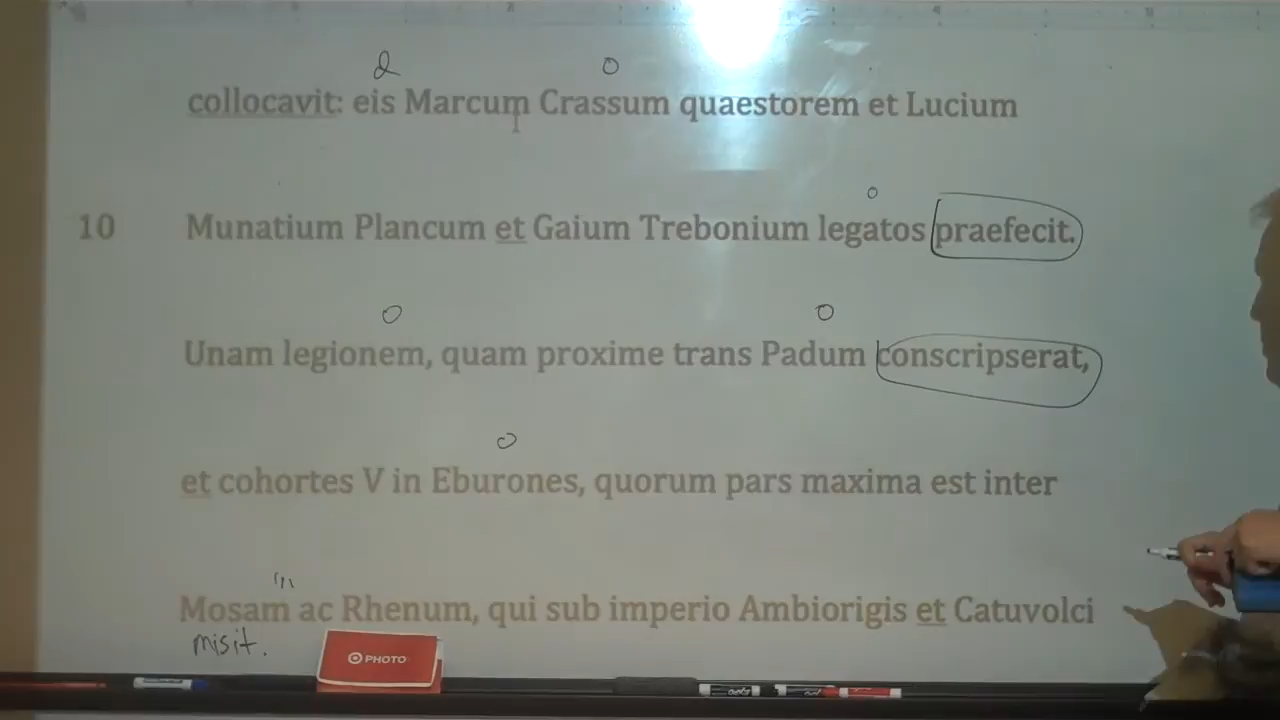 d o
collocavit: eis Marcum Crassum quaestorem et Lucium
o
10 Munatium Plancum et Gaium Trebonium legatos praefecit.
o o
Unam legionem, quam proxime trans Padum conscripserat,
o
et cohortes V in Eburones, quorum pars maxima est inter
Mosam ac Rhenum, qui sub imperio Ambiorigis et Catuvolci
misit.
PHOTO